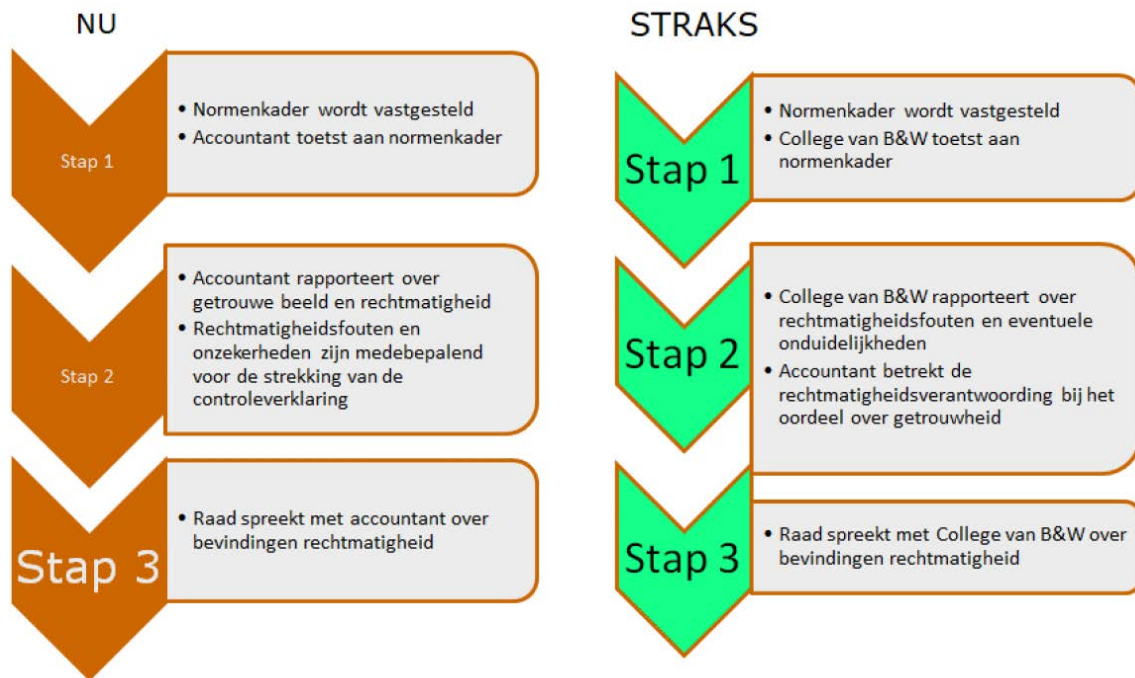 NU
Stap 1
• Normenkader wordt vastgesteld
• Accountant toetst aan normenkader
Stap 2
• Accountant rapporteert over
getrouwe beeld en rechtmatigheid
• Rechtmatigheidsfouten en
onzekerheden zijn medebepalend
voor de strekking van de
controleverklaring
Stap 3
• Raad spreekt met accountant over
bevindingen rechtmatigheid
STRAKS
Stap 1
• Normenkader wordt vastgesteld
• College van B&W toetst aan
normenkader
Stap 2
• College van B&W rapporteert over
rechtmatigheidsfouten en eventuele
onduidelijkheden
• Accountant betrekt de
rechtmatigheidsverantwoording bij het
oordeel over getrouwheid
Stap 3
• Raad spreekt met College van B&W over
bevindingen rechtmatigheid